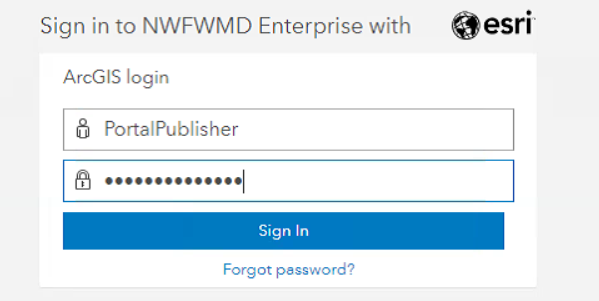 Sign in to NWFWMD Enterprise with esri
ArcGIS login
PortalPublisher
••••••••••••••
Sign In
Forgot password?